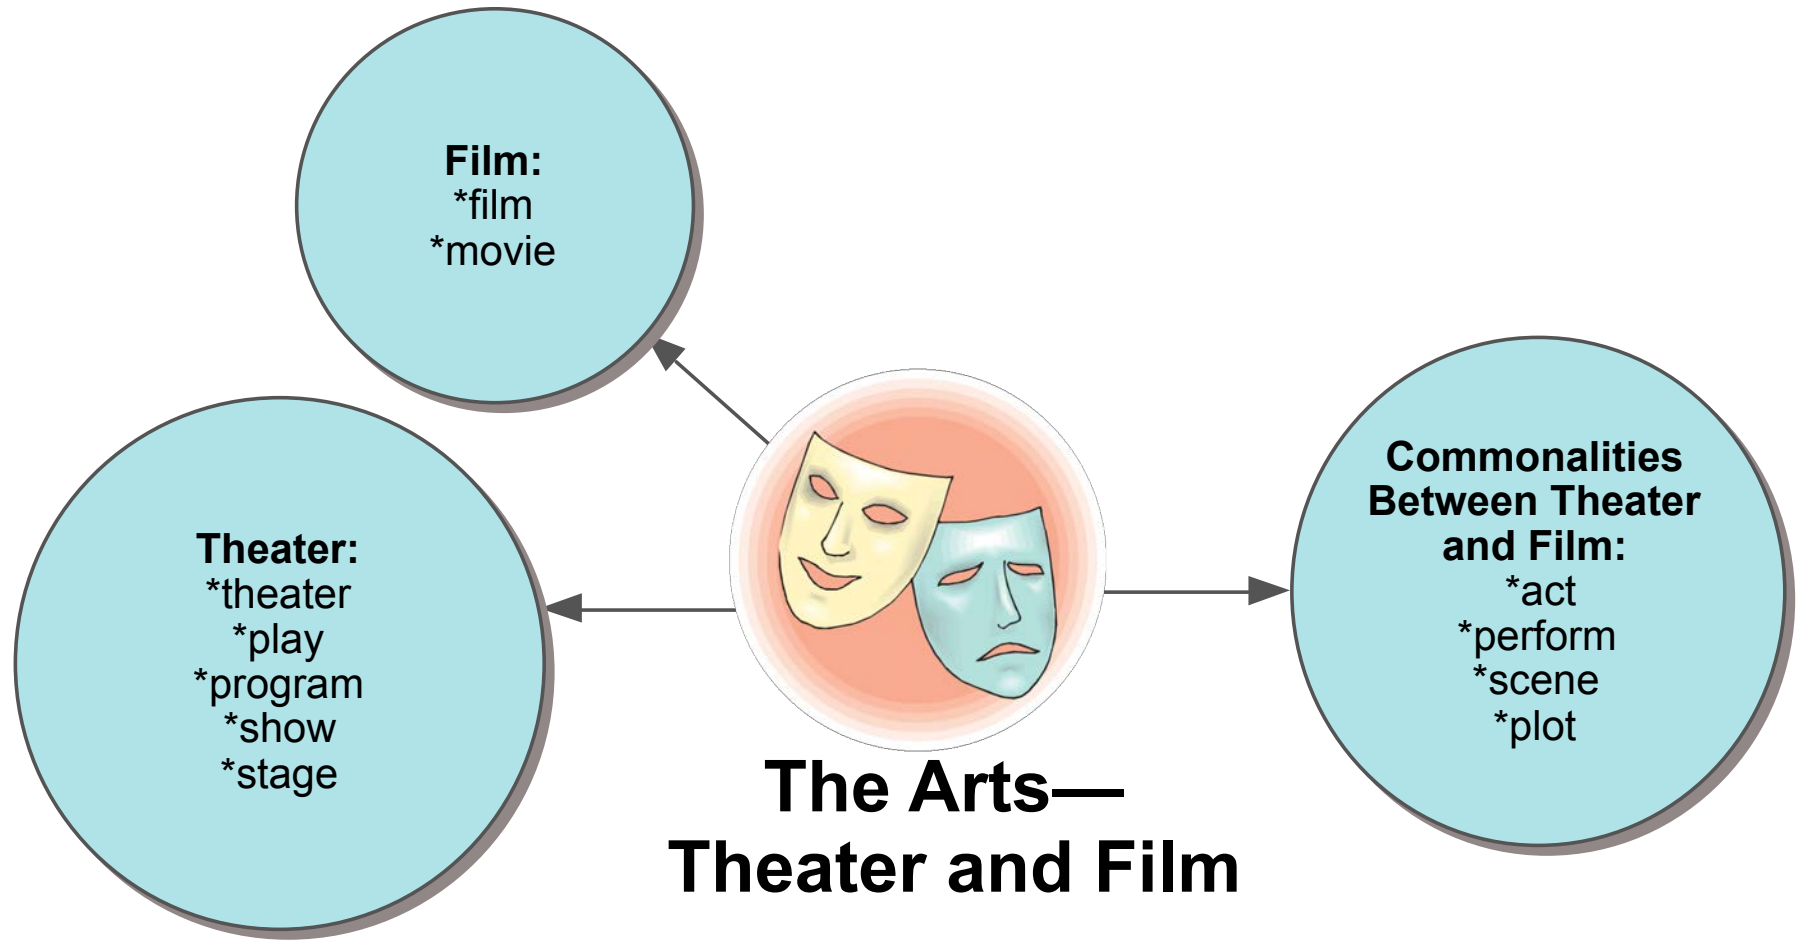 Film:
*film
*movie
Theater:
*theater
*play
*program
*show
*stage
Commonalities
Between Theater
and Film:
*act
*perform
*scene
*plot
The Arts—
Theater and Film